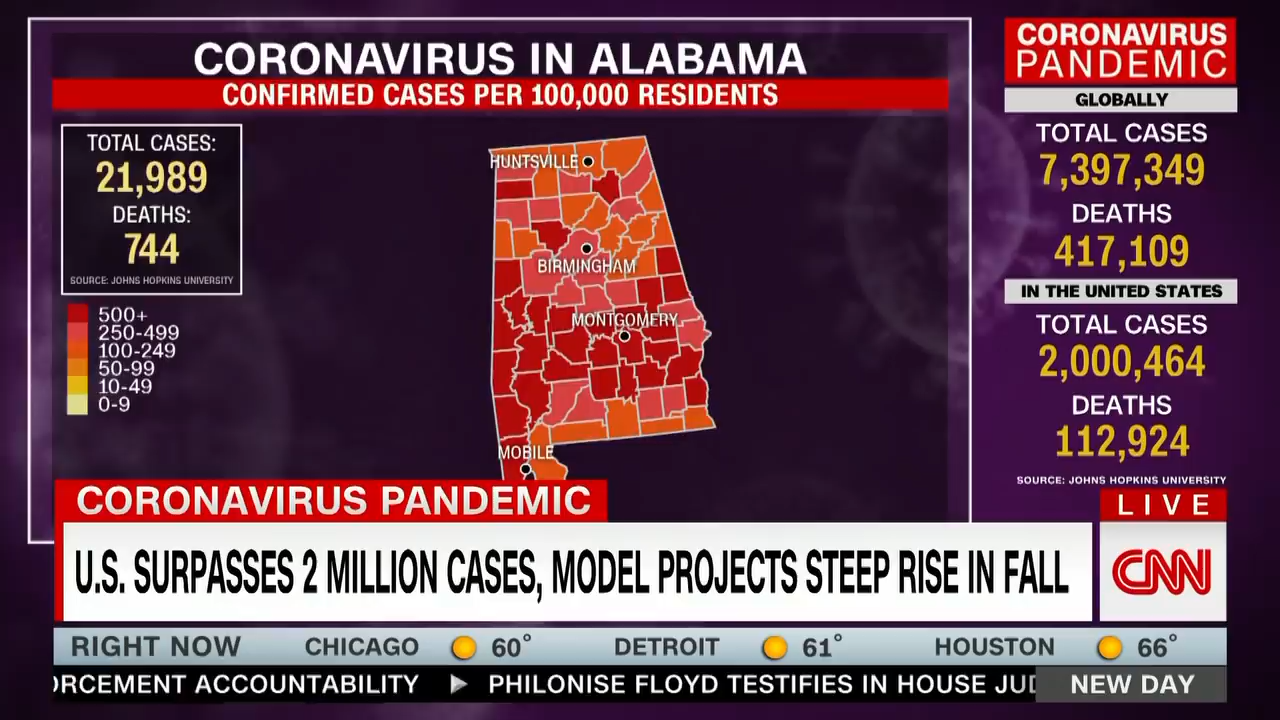 CORONAVIRUS IN ALABAMA
CONFIRMED CASES PER 100,000 RESIDENTS
TOTAL CASES:
21,989
DEATHS:
744
SOURCE: JOHNS HOPKINS UNIVERSITY
500+
250-499
100-249
50-99
10-49
0-9
HUNTSVILLE
BIRMINGHAM
MONTGOMERY
MOBILE
CORONAVIRUS
PANDEMIC
GLOBALLY
TOTAL CASES
7,397,349
DEATHS
417,109
IN THE UNITED STATES
TOTAL CASES
2,000,464
DEATHS
112,924
SOURCE: JOHNS HOPKINS UNIVERSITY
CORONAVIRUS PANDEMIC
U.S. SURPASSES 2 MILLION CASES, MODEL PROJECTS STEEP RISE IN FALL
LIVE
CNN
RIGHT NOW CHICAGO 60° DETROIT 61° HOUSTON 66°
ORCEMENT ACCOUNTABILITY PHILONISE FLOYD TESTIFIES IN HOUSE JUD NEW DAY